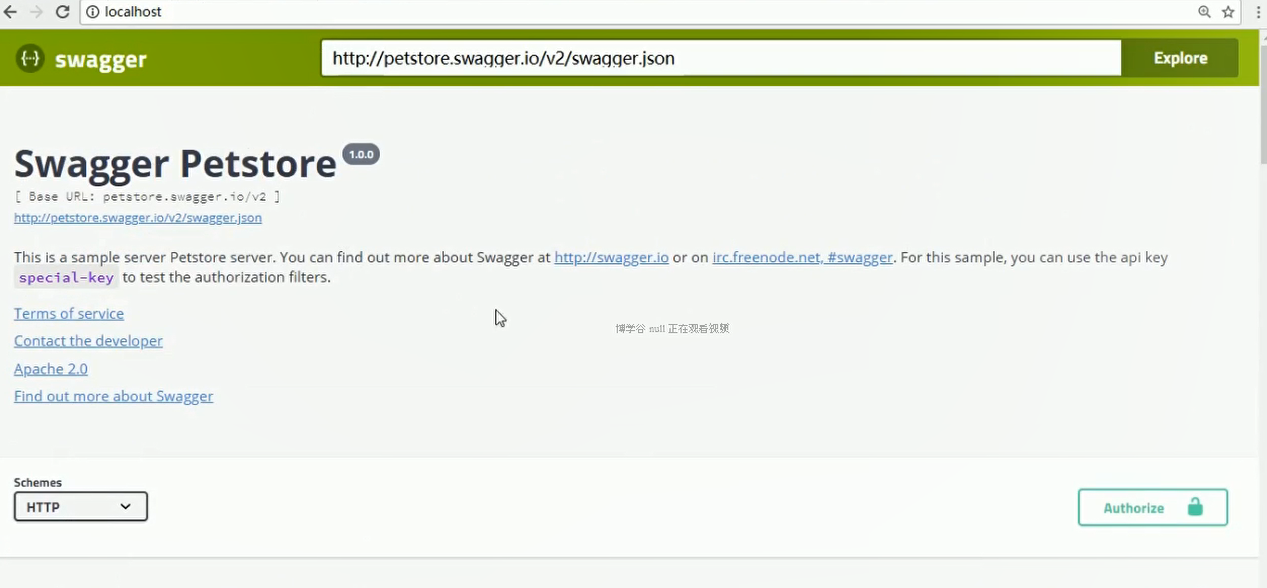 localhost
swagger
http://petstore.swagger.io/v2/swagger.json
Explore
Swagger Petstore 1.0.0
[ Base URL: petstore.swagger.io/v2 ]
http://petstore.swagger.io/v2/swagger.json
This is a sample server Petstore server. You can find out more about Swagger at http://swagger.io or on irc.freenode.net, #swagger. For this sample, you can use the api key
special-key to test the authorization filters.
博学谷 null 正在观看视频
Terms of service
Contact the developer
Apache 2.0
Find out more about Swagger
Schemes
HTTP
Authorize